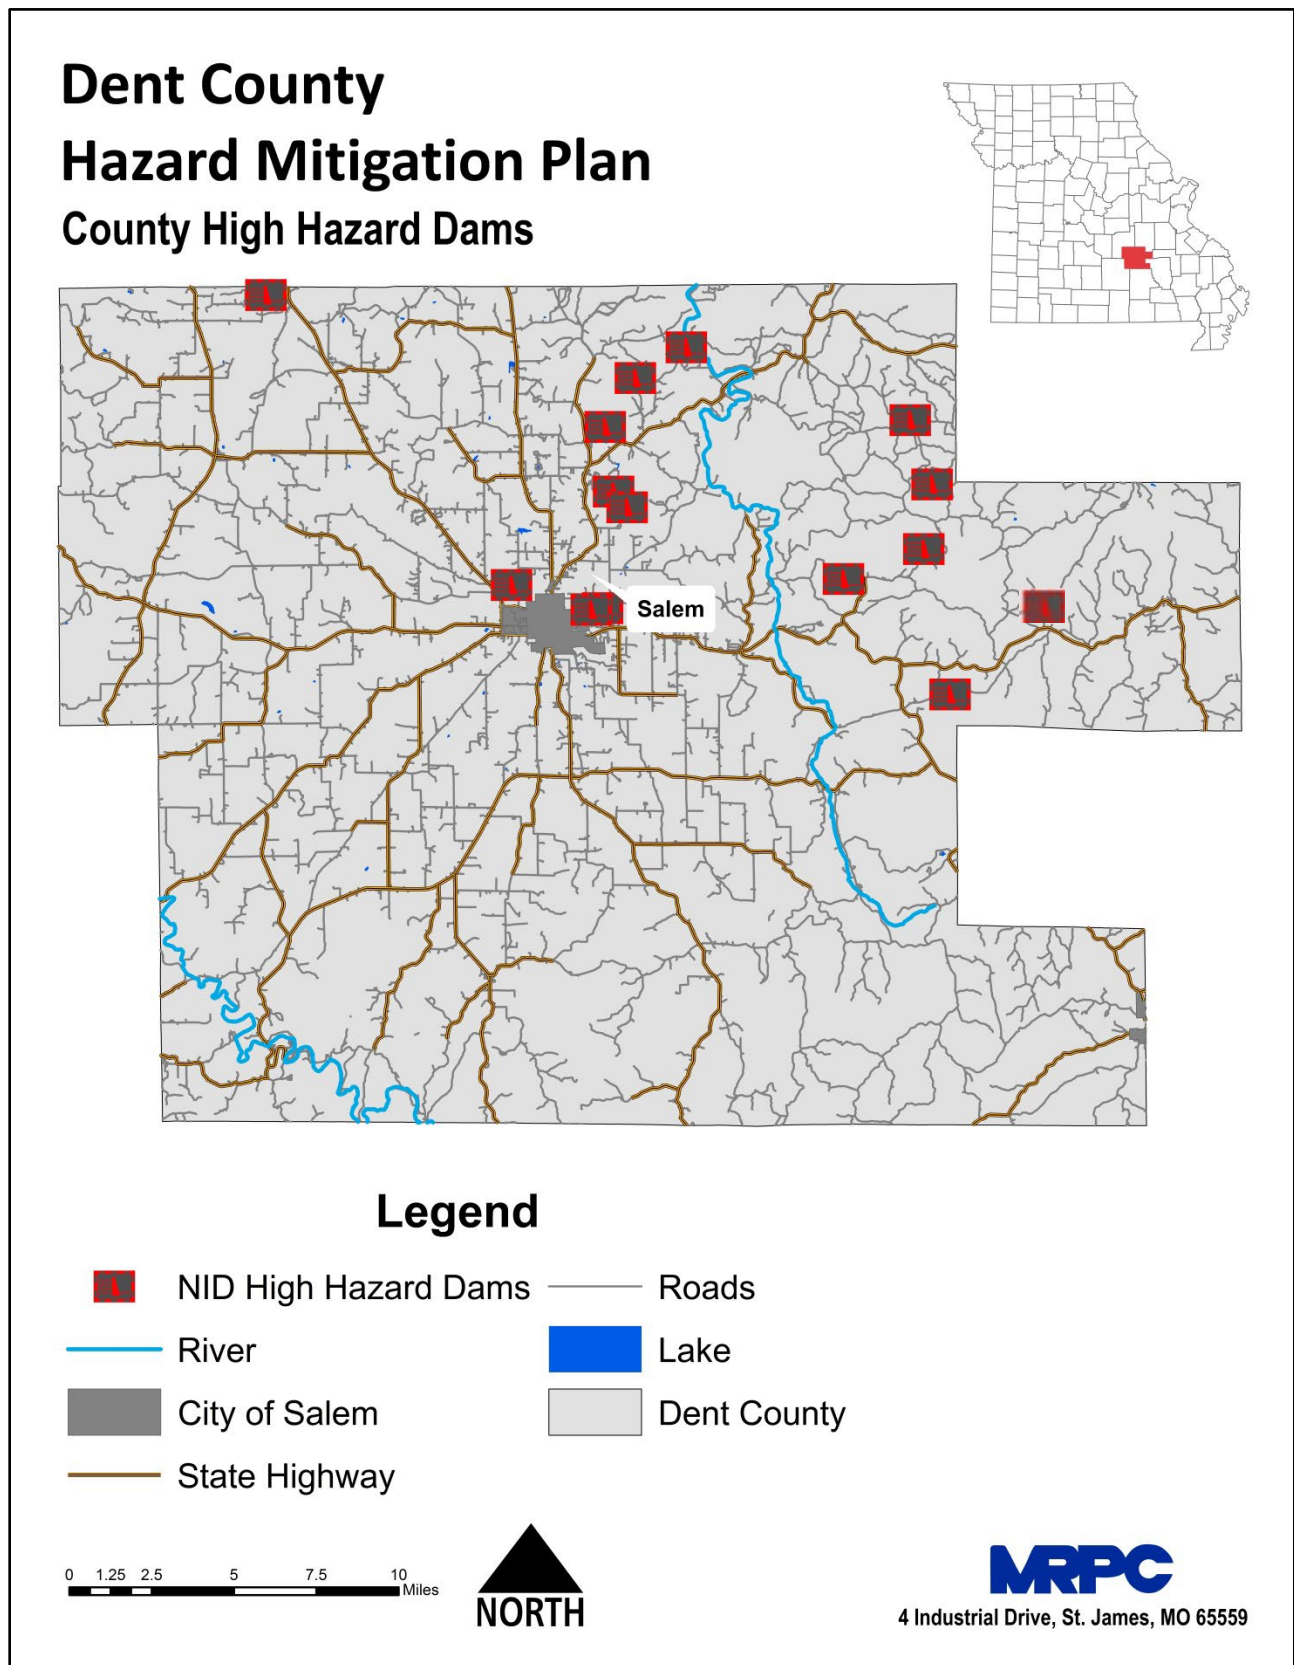 Dent County
Hazard Mitigation Plan
County High Hazard Dams
Salem
Legend
NID High Hazard Dams
Roads
River
Lake
City of Salem
Dent County
State Highway
0 1.25 2.5 5 7.5 10
Miles
NORTH
MRPC
4 Industrial Drive, St. James, MO 65559